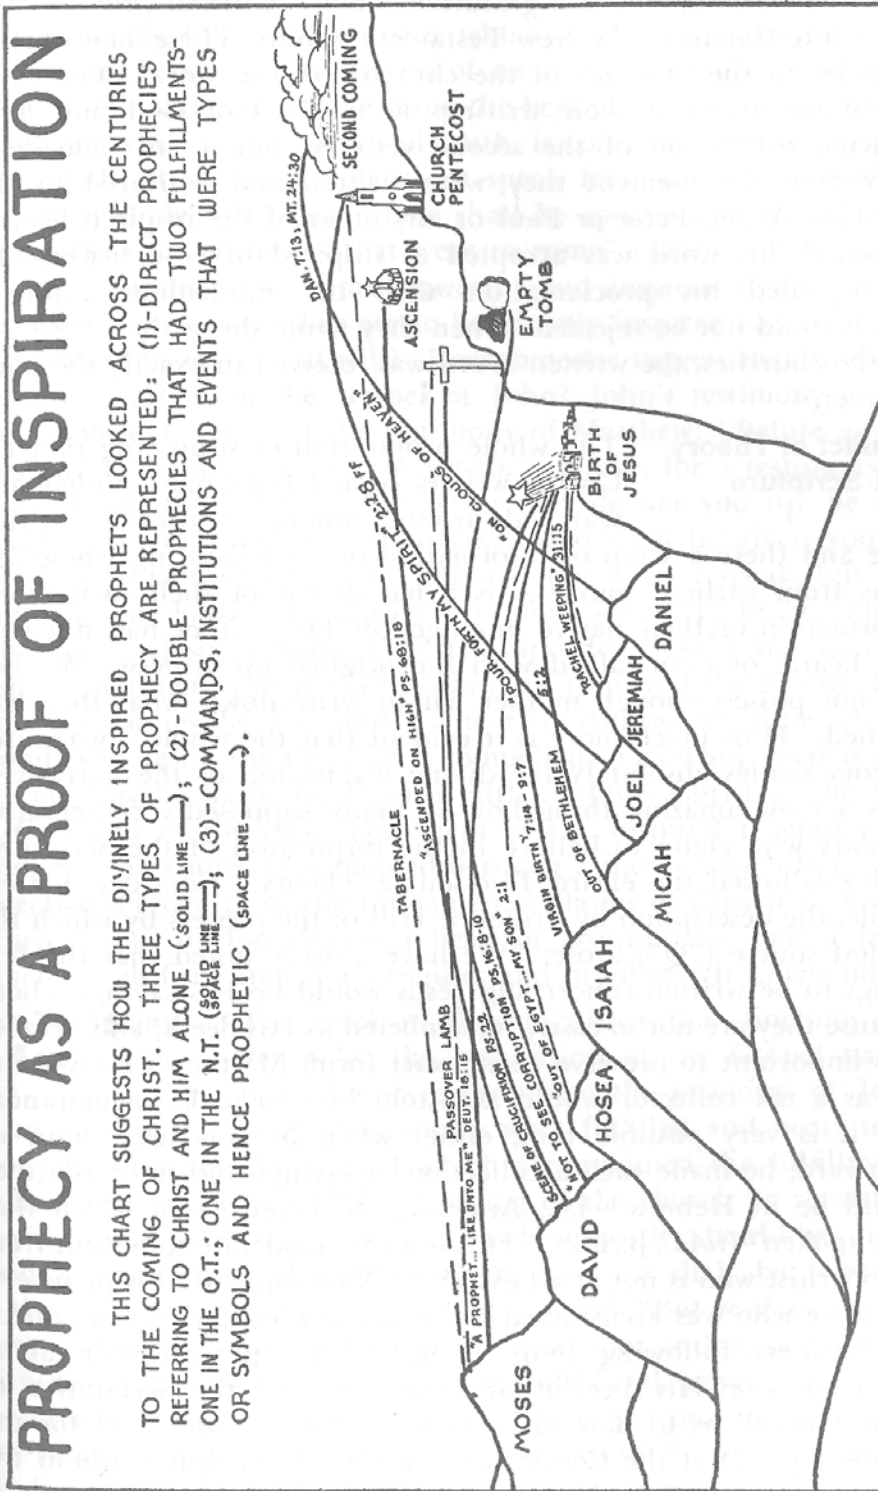 PROPHECY AS A PROOF OF INSPIRATION
THIS CHART SUGGESTS HOW THE DIVINELY INSPIRED PROPHETS LOOKED ACROSS THE CENTURIES
TO THE COMING OF CHRIST. THREE TYPES OF PROPHECY ARE REPRESENTED: (1)-DIRECT PROPHECIES
REFERRING TO CHRIST AND HIM ALONE (SOLID LINE ——); (2)-DOUBLE PROPHECIES THAT HAD TWO FULFILLMENTS-
ONE IN THE O.T.; ONE IN THE N.T. (SOLID LINE SPACE LINE); (3) COMMANDS, INSTITUTIONS AND EVENTS THAT WERE TYPES
OR SYMBOLS AND HENCE PROPHETIC (SPACE LINE — — —).
DAN. 7:13, MT. 24:30
SECOND COMING
CHURCH
PENTECOST
ASCENSION
EMPTY
TOMB
"ON CLOUDS OF HEAVEN"
BIRTH
OF
JESUS
TABERNACLE
"ASCENDED ON HIGH" PS. 68:18
"POUR FORTH MY SPIRIT" 2:28FF
PASSOVER LAMB
"A PROPHET... LIKE UNTO ME" DEUT. 18:15
SCENE OF CRUCIFIXION PS. 22
"NOT TO SEE CORRUPTION" PS. 16:8-10
"OUT OF EGYPT... MY SON" 11:1
VIRGIN BIRTH 7:14 - 9:7
OUT OF BETHLEHEM 5:2
"RACHEL WEEPING" 31:15
MOSES
DAVID
HOSEA
ISAIAH
MICAH
JOEL
JEREMIAH
DANIEL